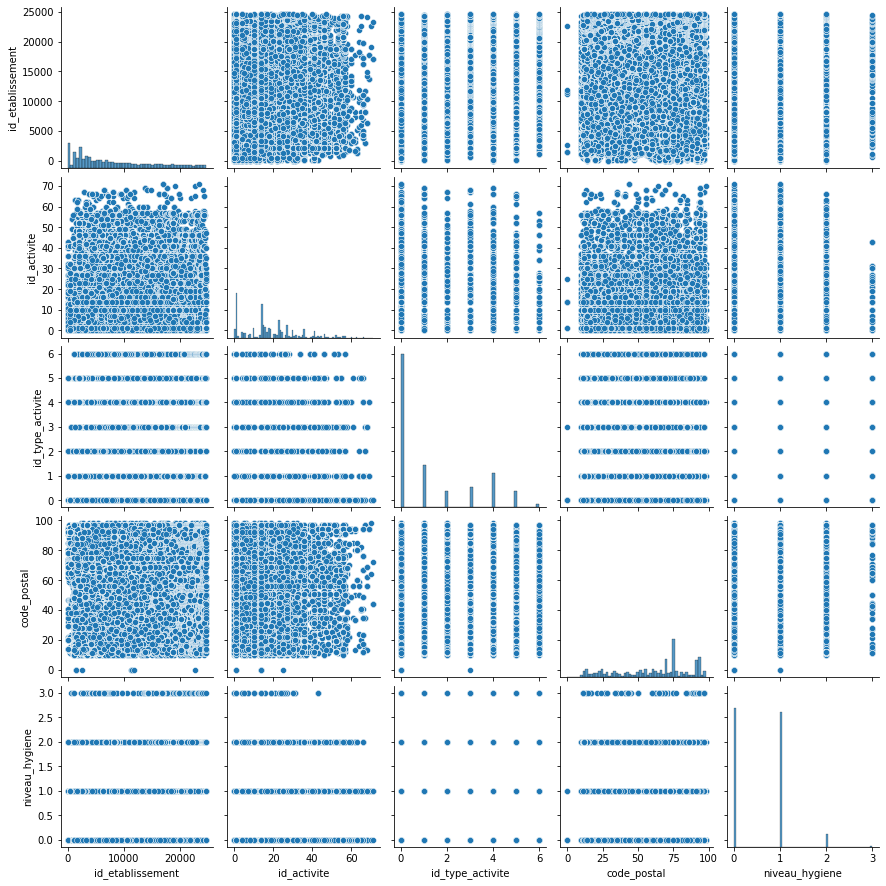 25000
20000
15000
10000
5000
0
id_etablissement
70
60
50
40
30
20
10
0
id_activite
6
5
4
3
2
1
0
id_type_activite
100
80
60
40
20
0
code_postal
3.0
2.5
2.0
1.5
1.0
0.5
0.0
niveau_hygiene
0 10000 20000
id_etablissement
0 20 40 60
id_activite
0 2 4 6
id_type_activite
0 25 50 75 100
code_postal
0 1 2 3
niveau_hygiene